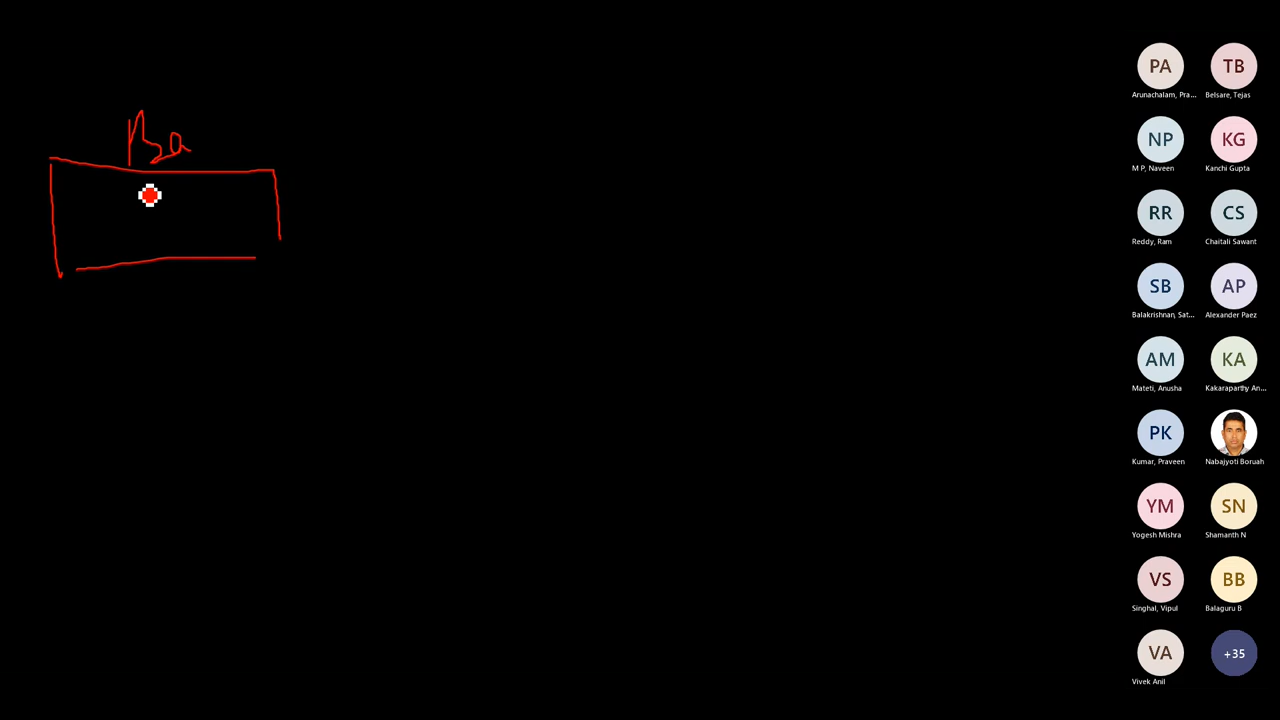 Ba
PA
TB
Arunachalam, Pra...
Belsare, Tejas
NP
KG
M P, Naveen
Kanchi Gupta
RR
CS
Reddy, Ram
Chaitali Sawant
SB
AP
Balakrishnan, Sat...
Alexander Paez
AM
KA
Mateti, Anusha
Kakaraparthy An...
PK
Kumar, Praveen
Nabajyoti Boruah
YM
SN
Yogesh Mishra
Shamanth N
VS
BB
Singhal, Vipul
Balaguru B
VA
+35
Vivek Anil